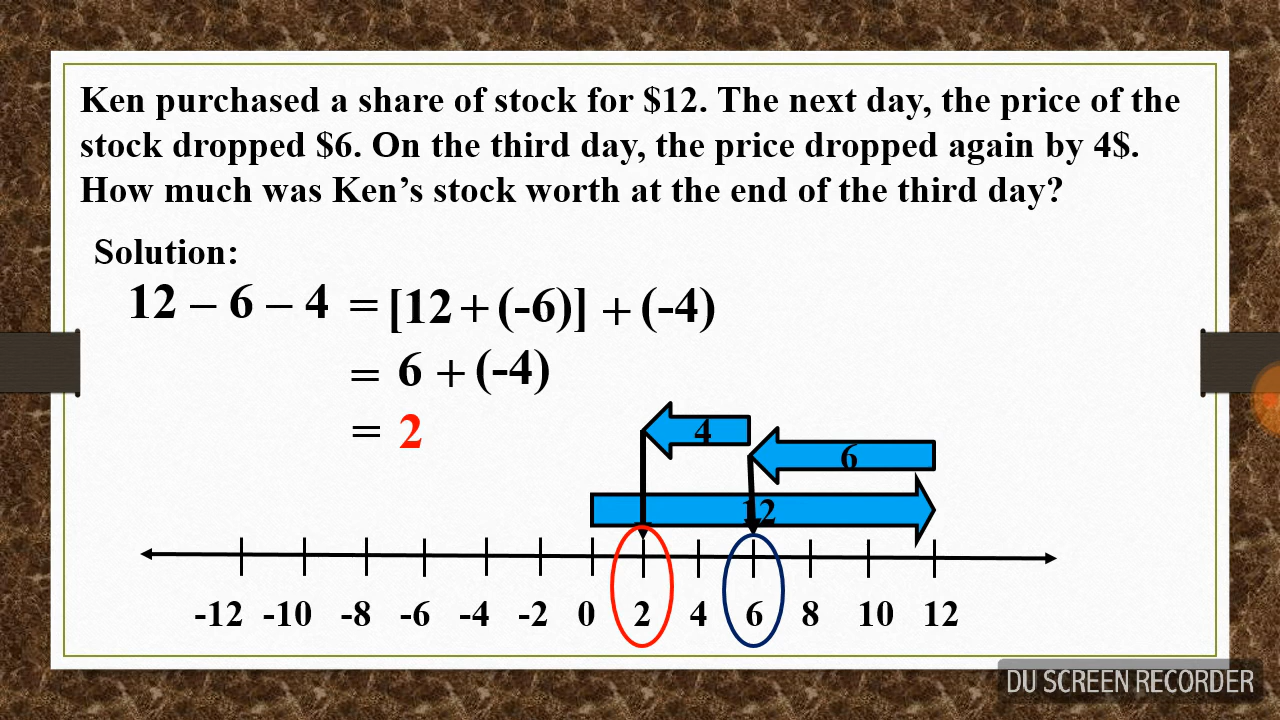 Ken purchased a share of stock for $12. The next day, the price of the
stock dropped $6. On the third day, the price dropped again by 4$.
How much was Ken’s stock worth at the end of the third day?
Solution:
12 – 6 – 4 = [12 + (-6)] + (-4)
= 6 + (-4)
= 2
4
6
12
-12 -10 -8 -6 -4 -2 0 2 4 6 8 10 12
DU SCREEN RECORDER